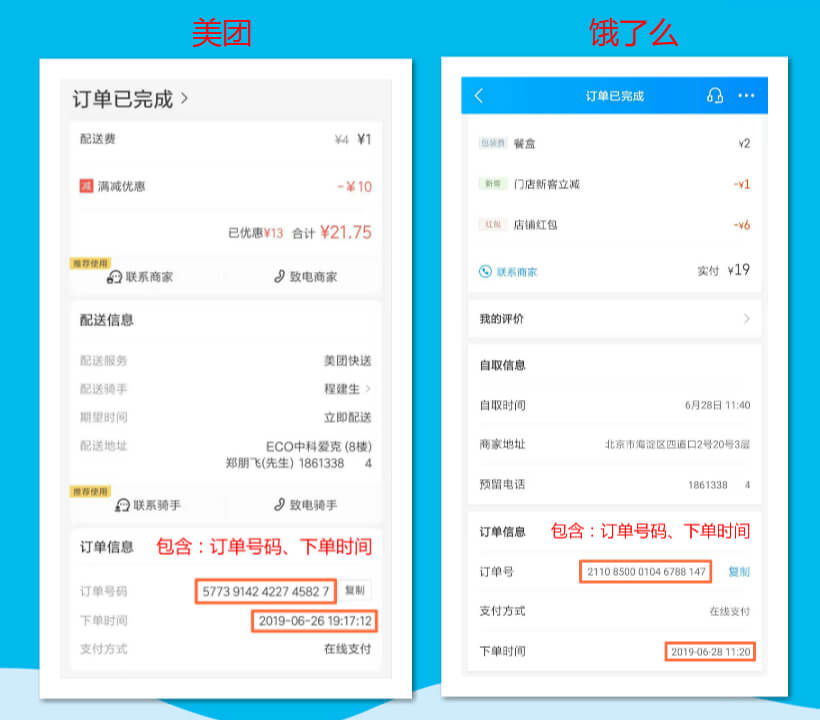 美团
订单已完成
配送费 ¥4 ¥1
减 满减优惠 -¥10
已优惠¥13 合计 ¥21.75
推荐使用
联系商家 致电商家
配送信息
配送服务 美团快送
配送骑手 程建生
期望时间 立即配送
配送地址 ECO中科爱克 (8楼)
郑朋飞(先生) 1861338 4
推荐使用
联系骑手 致电骑手
订单信息 包含：订单号码、下单时间
订单号码 5773 9142 4227 4582 7 复制
下单时间 2019-06-26 19:17:12
支付方式 在线支付
饿了么
订单已完成
包装费 餐盒 ¥2
新客 门店新客立减 -¥1
红包 店铺红包 -¥6
联系商家 实付 ¥19
我的评价
自取信息
自取时间 6月28日 11:40
商家地址 北京市海淀区四道口2号20号3层
预留电话 1861338 4
订单信息 包含：订单号码、下单时间
订单号 2110 8500 0104 6788 147 复制
支付方式 在线支付
下单时间 2019-06-28 11:20